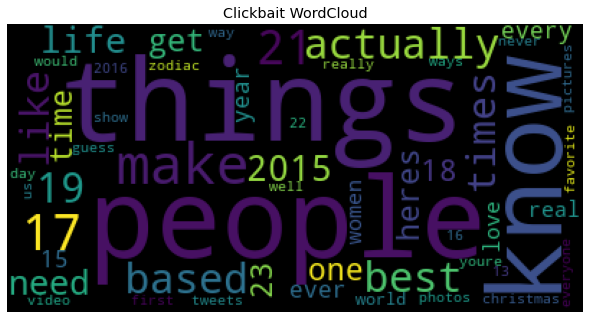 Clickbait WordCloud
life
get
way
21
actually
every
never
would
2016
zodiac
really
ways
pictures
like
time
things
know
show
year
22
times
guess
make
2015
18
favorite
day
us
19
well
women
heres
love
real
17
people
16
15
need
based
23
one
best
youre
13
everyone
video
first
tweets
ever
world
photos
christmas